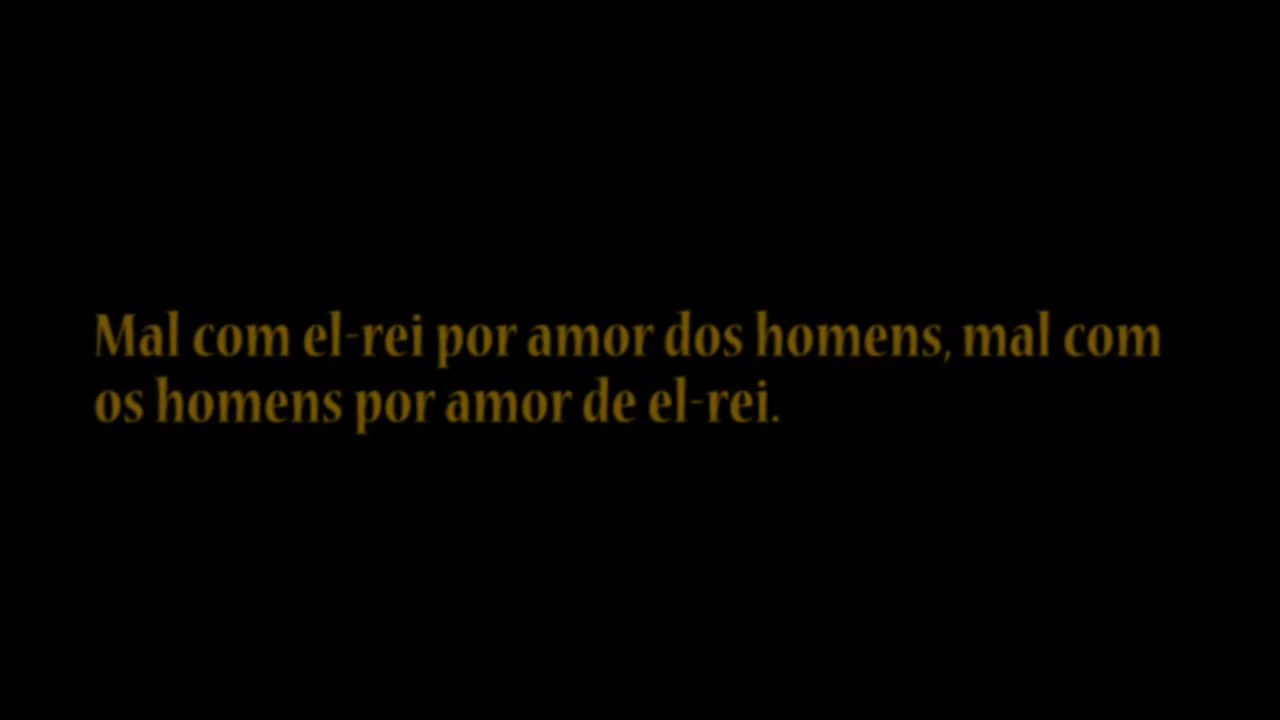 Mal com el-rei por amor dos homens, mal com
os homens por amor de el-rei.